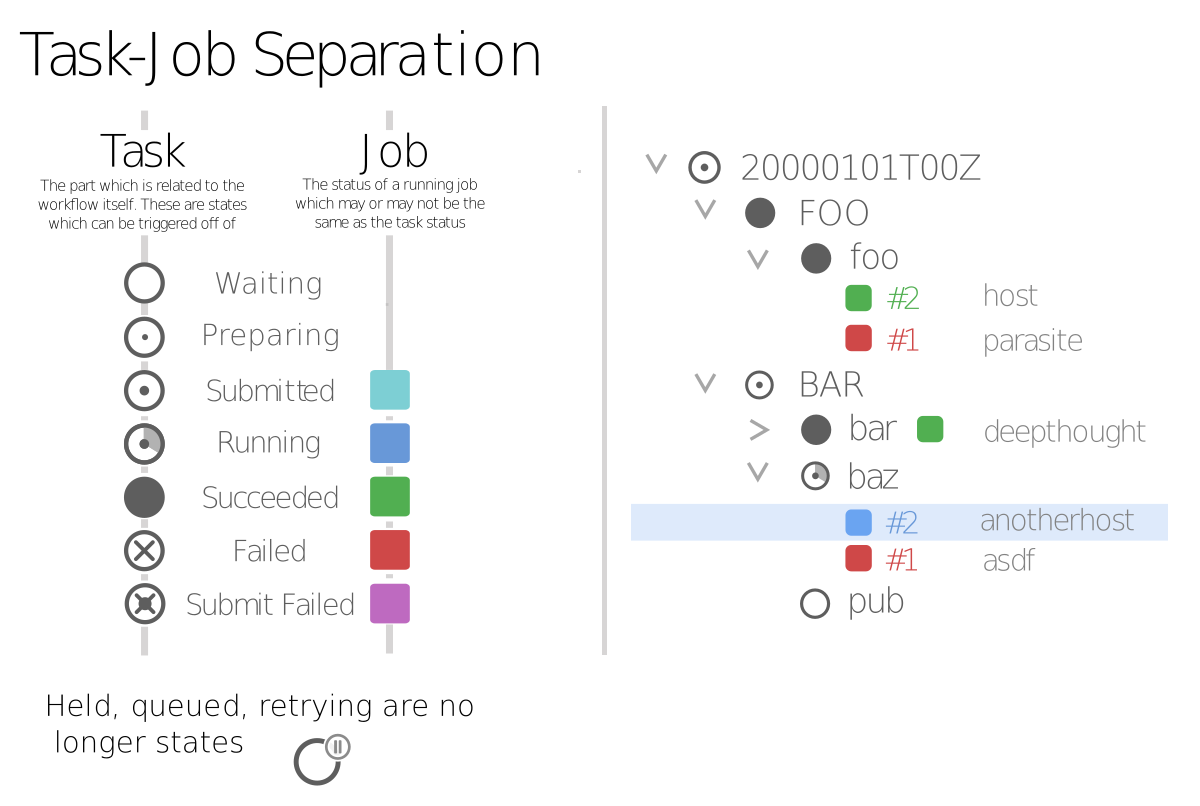 Task-Job Separation
Task
The part which is related to the
workflow itself. These are states
which can be triggered off of
Job
The status of a running job
which may or may not be the
same as the task status
Waiting
Preparing
Submitted
Running
Succeeded
Failed
Submit Failed
Held, queued, retrying are no
longer states
20000101T00Z
FOO
foo
#2 host
#1 parasite
BAR
bar deepthought
baz
#2 anotherhost
#1 asdf
pub